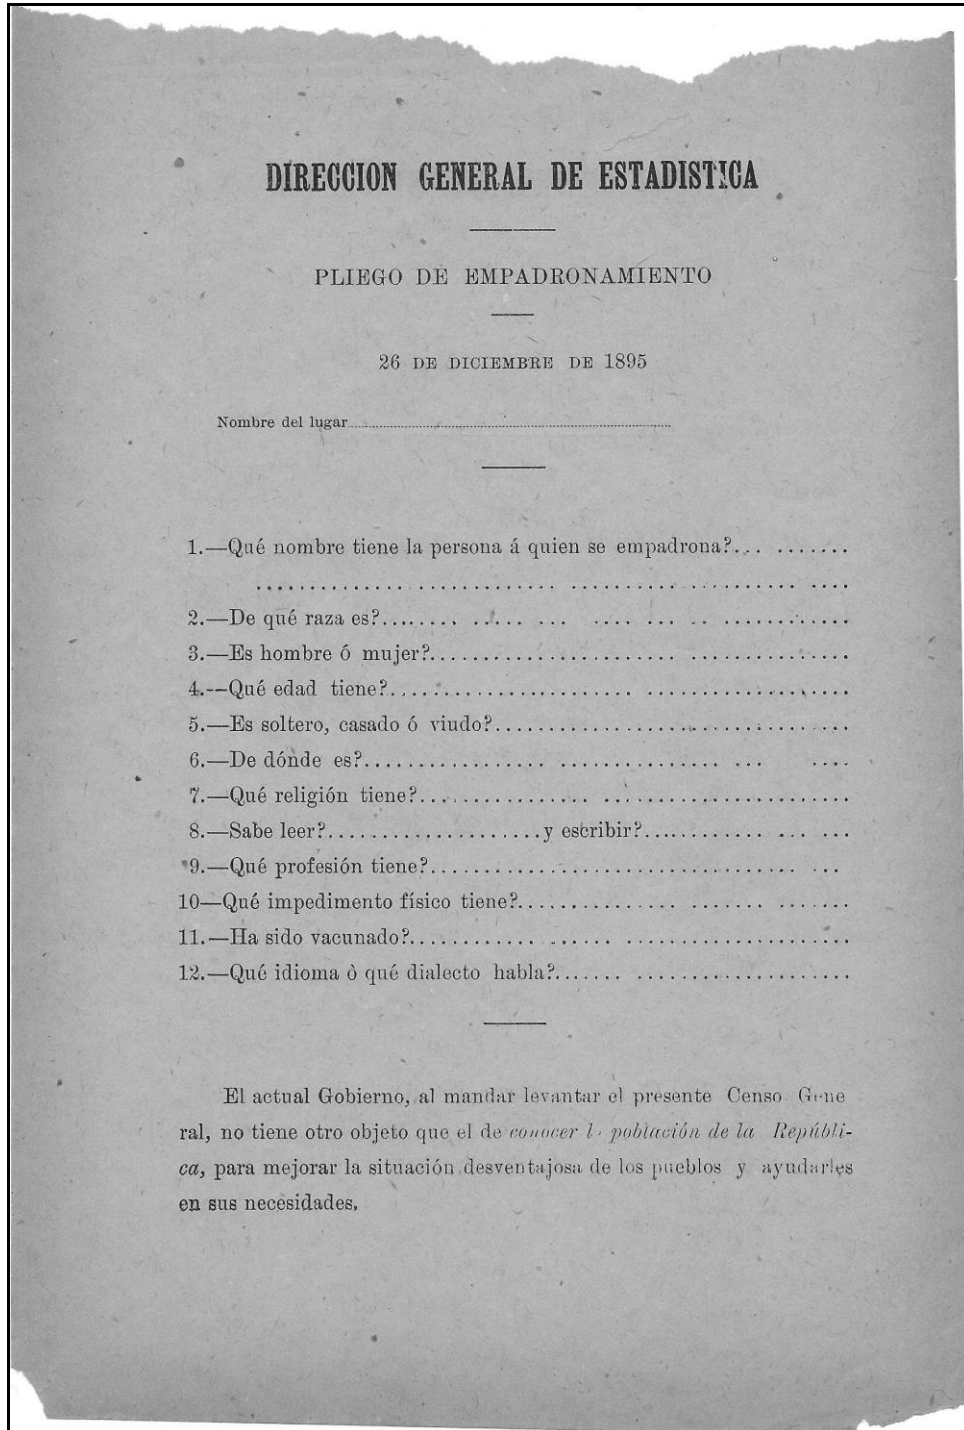 DIRECCION GENERAL DE ESTADISTICA
PLIEGO DE EMPADRONAMIENTO
26 DE DICIEMBRE DE 1895
Nombre del lugar........................................
1.—Qué nombre tiene la persona á quien se empadrona?.............
........................................
2.—De qué raza es?........................................
3.—Es hombre ó mujer?........................................
4.—Qué edad tiene?........................................
5.—Es soltero, casado ó viudo?........................................
6.—De dónde es?........................................
7.—Qué religión tiene?........................................
8.—Sabe leer?....................y escribir?....................
9.—Qué profesión tiene?........................................
10—Qué impedimento físico tiene?........................................
11.—Ha sido vacunado?........................................
12.—Qué idioma ò qué dialecto habla?..............................
El actual Gobierno, al mandar levantar el presente Censo Gene
ral, no tiene otro objeto que el de conocer l población de la Repúbli-
ca, para mejorar la situación desventajosa de los pueblos y ayudarles
en sus necesidades.